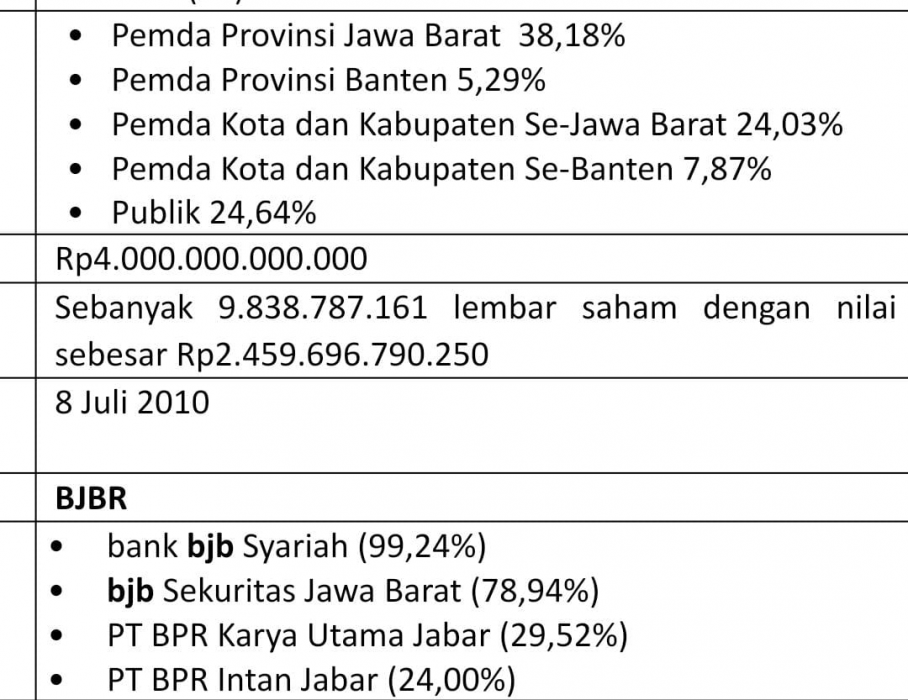 • Pemda Provinsi Jawa Barat 38,18%
• Pemda Provinsi Banten 5,29%
• Pemda Kota dan Kabupaten Se-Jawa Barat 24,03%
• Pemda Kota dan Kabupaten Se-Banten 7,87%
• Publik 24,64%
Rp4.000.000.000.000
Sebanyak 9.838.787.161 lembar saham dengan nilai
sebesar Rp2.459.696.790.250
8 Juli 2010
BJBR
• bank bjb Syariah (99,24%)
• bjb Sekuritas Jawa Barat (78,94%)
• PT BPR Karya Utama Jabar (29,52%)
• PT BPR Intan Jabar (24,00%)